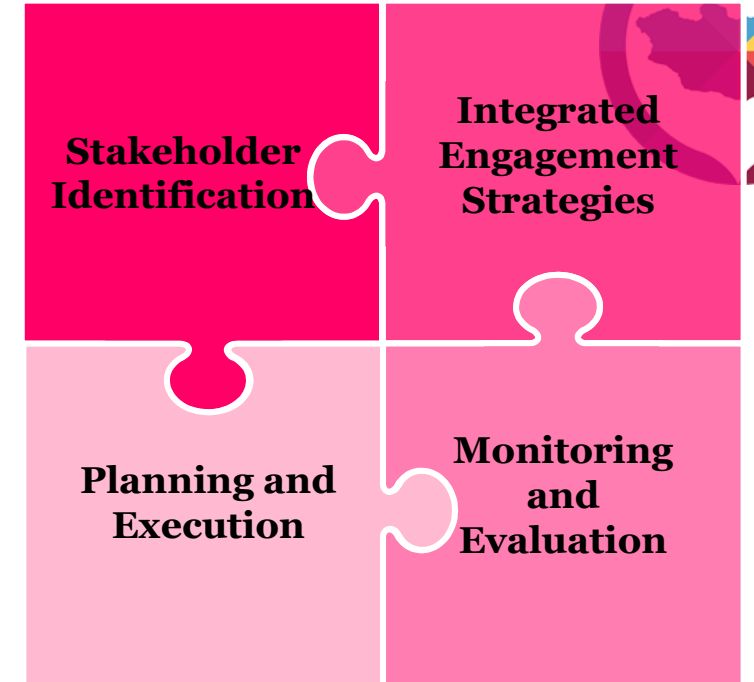 Stakeholder
Identification
Integrated
Engagement
Strategies
Planning and
Execution
Monitoring
and
Evaluation